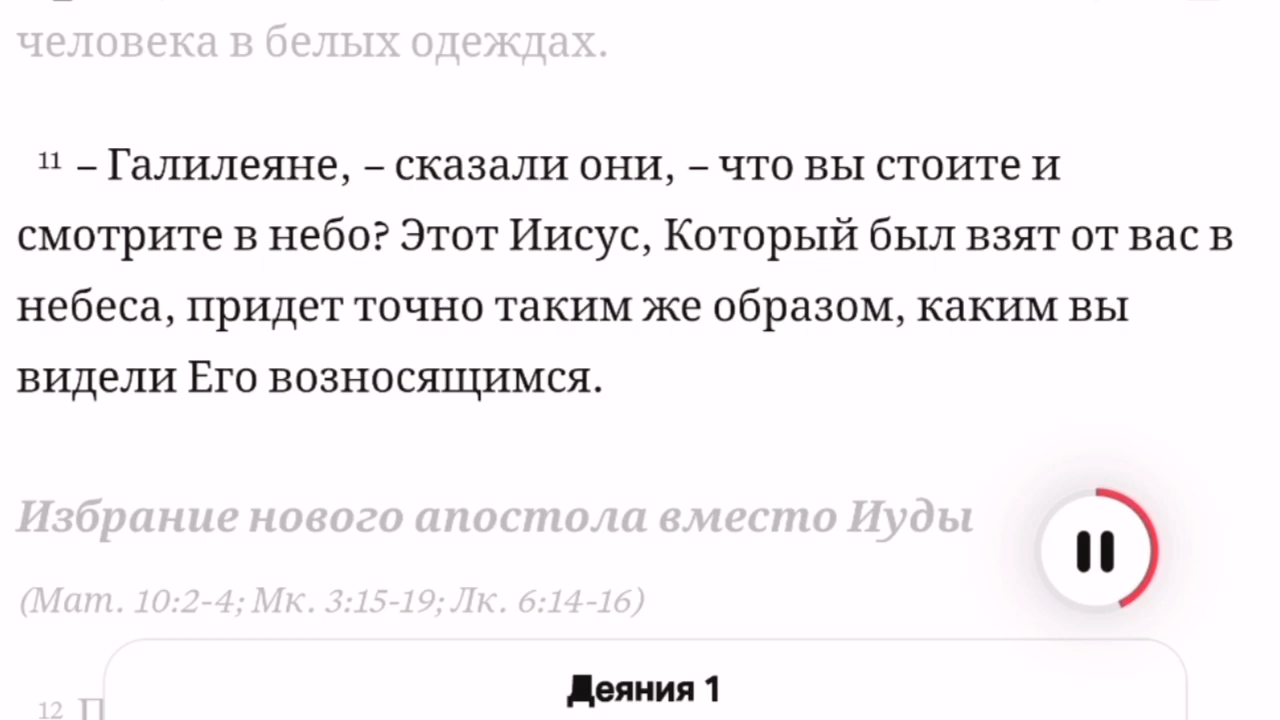 человека в белых одеждах.
11 – Галилеяне, – сказали они, – что вы стоите и
смотрите в небо? Этот Иисус, Который был взят от вас в
небеса, придет точно таким же образом, каким вы
видели Его возносящимся.
Избрание нового апостола вместо Иуды
(Мат. 10:2-4; Мк. 3:15-19; Лк. 6:14-16)
12
Деяния 1